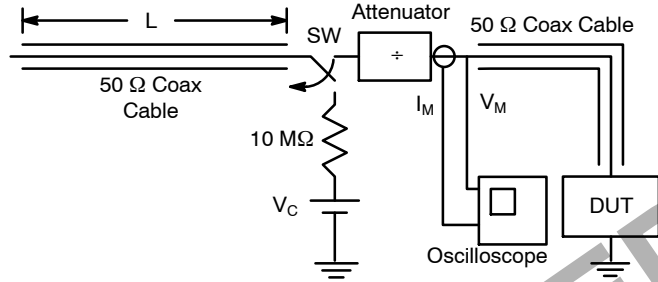 L
SW
Attenuator
÷
50 Ω Coax Cable
50 Ω Coax
Cable
I_M
V_M
10 MΩ
V_C
DUT
Oscilloscope